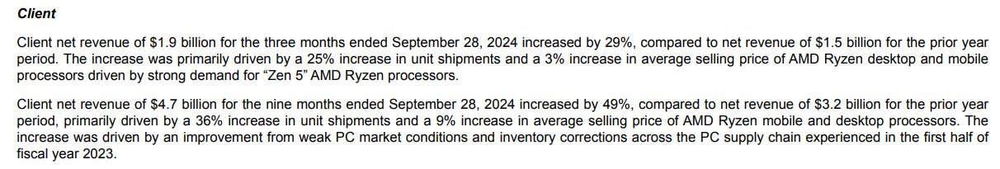 Client
Client net revenue of $1.9 billion for the three months ended September 28, 2024 increased by 29%, compared to net revenue of $1.5 billion for the prior year
period. The increase was primarily driven by a 25% increase in unit shipments and a 3% increase in average selling price of AMD Ryzen desktop and mobile
processors driven by strong demand for “Zen 5” AMD Ryzen processors.
Client net revenue of $4.7 billion for the nine months ended September 28, 2024 increased by 49%, compared to net revenue of $3.2 billion for the prior year
period, primarily driven by a 36% increase in unit shipments and a 9% increase in average selling price of AMD Ryzen mobile and desktop processors. The
increase was driven by an improvement from weak PC market conditions and inventory corrections across the PC supply chain experienced in the first half of
fiscal year 2023.